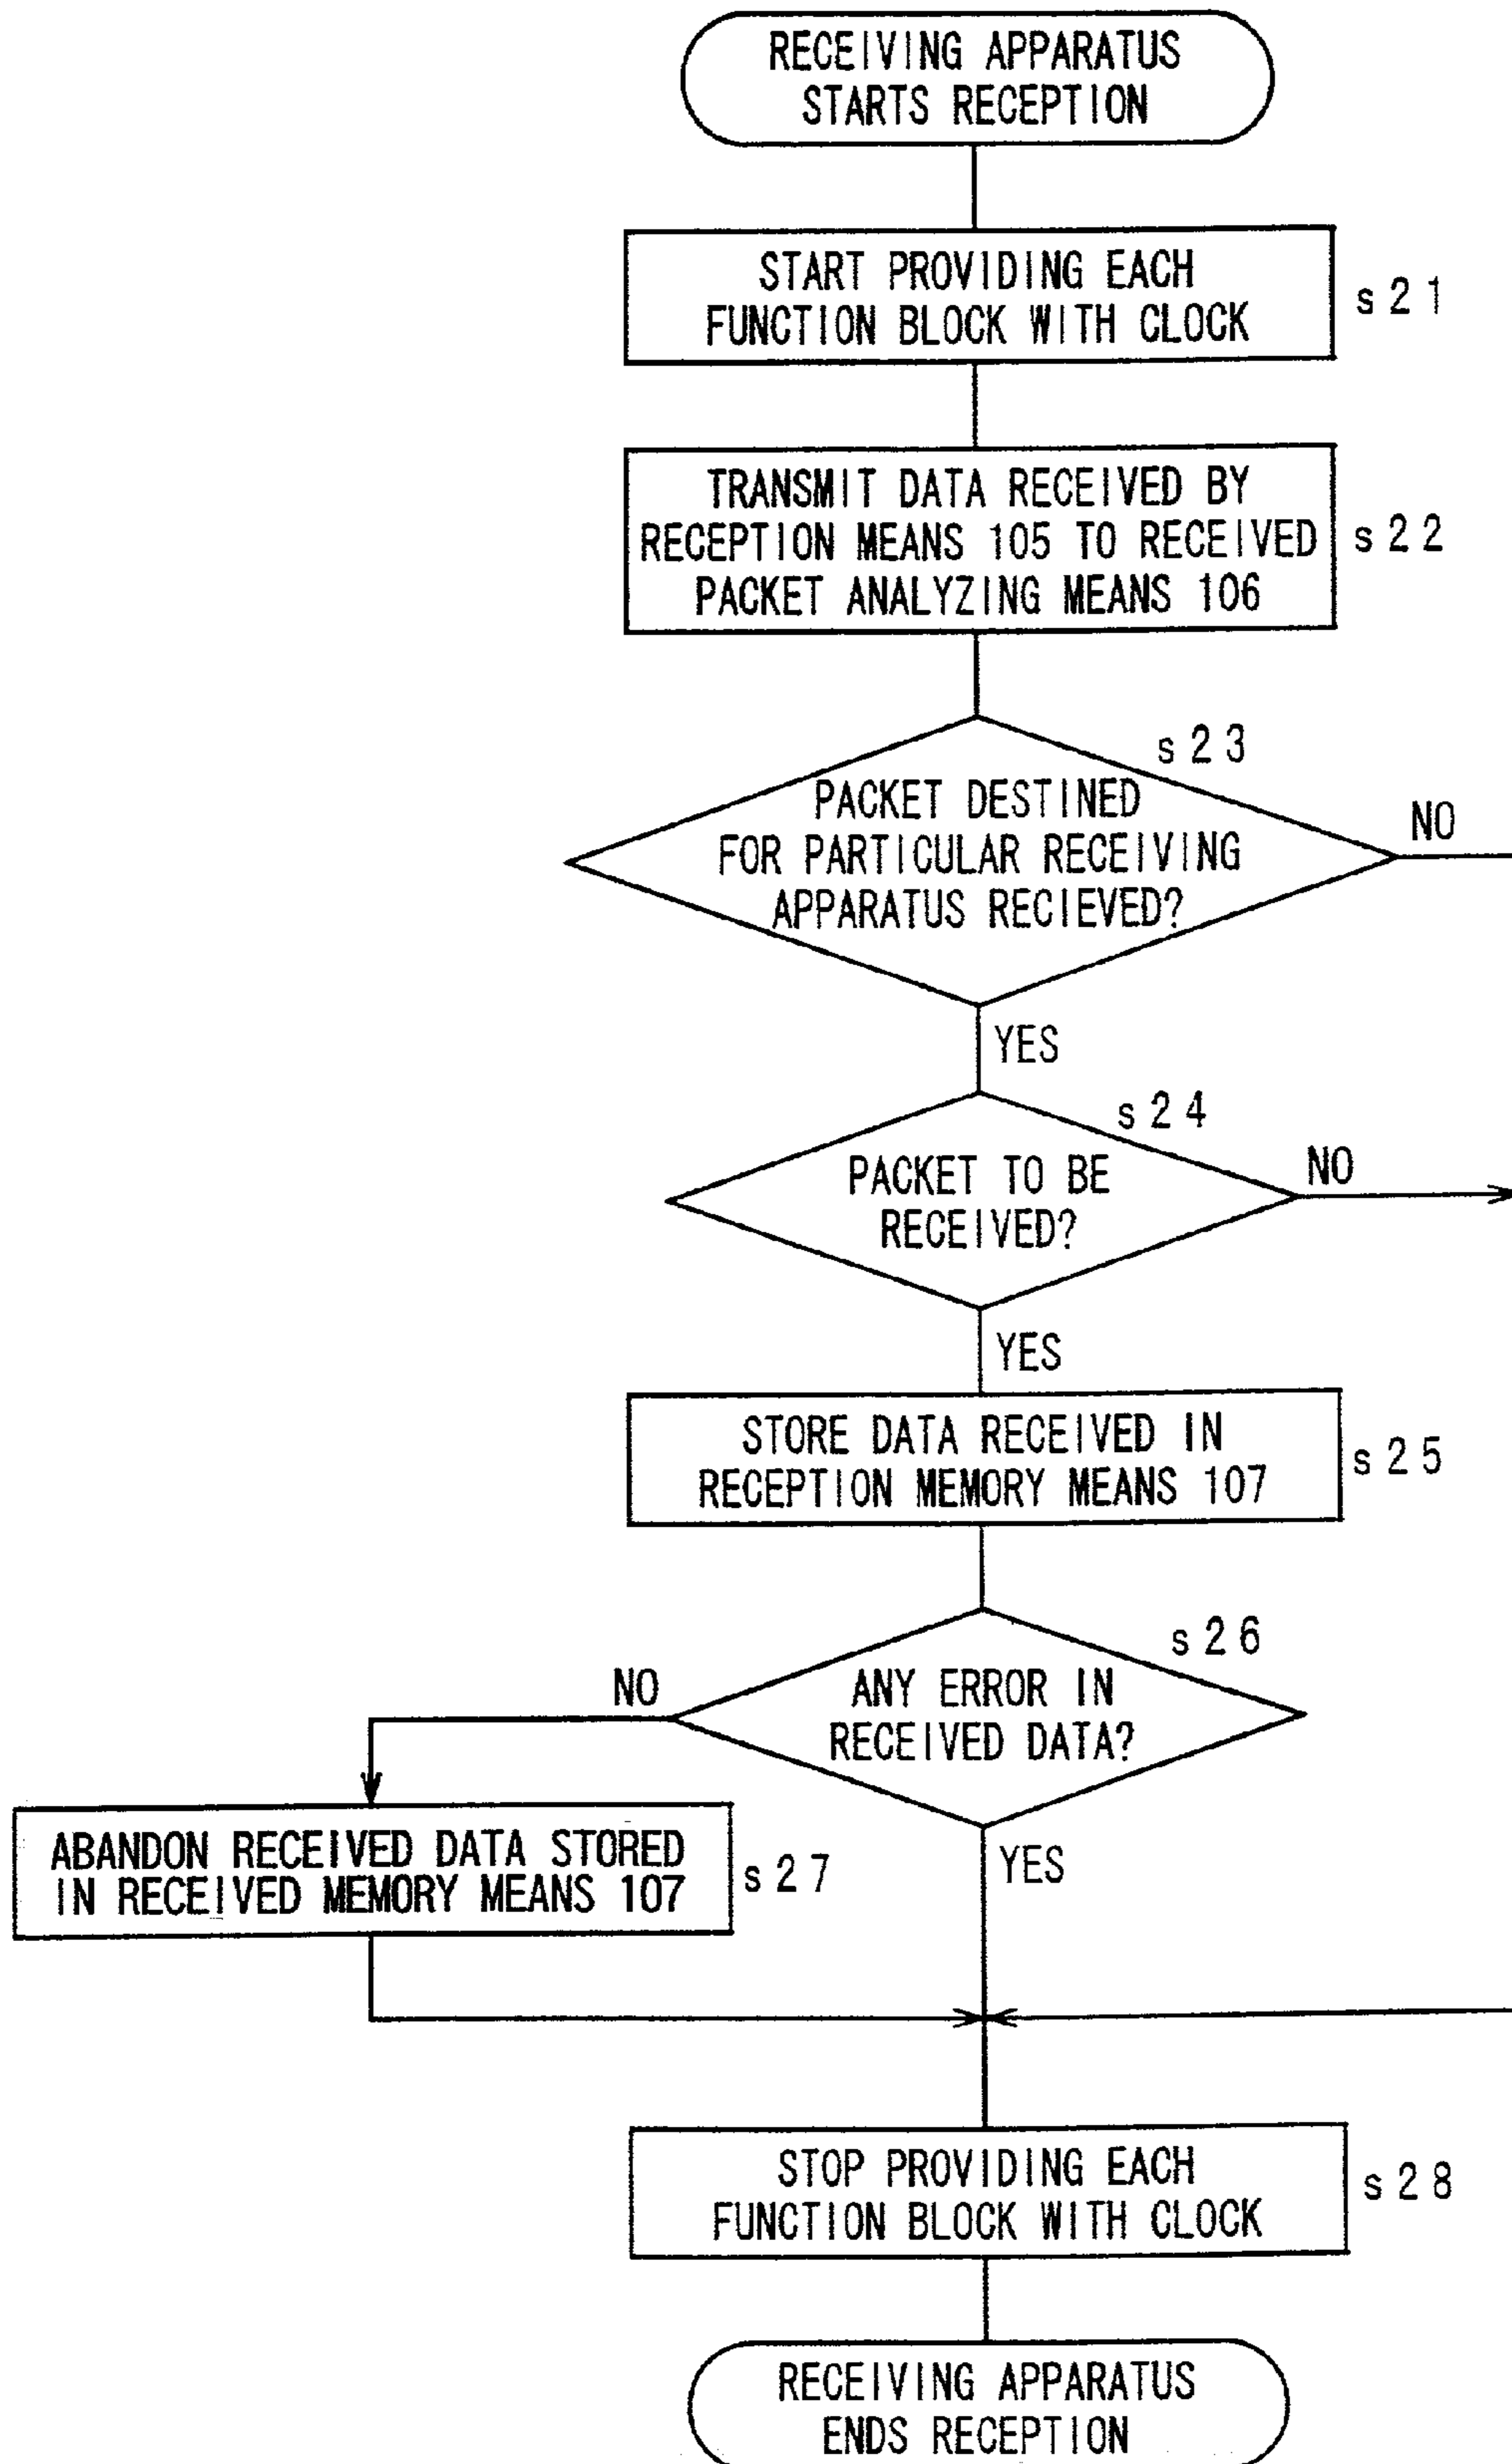 RECEIVING APPARATUS
STARTS RECEPTION
START PROVIDING EACH
FUNCTION BLOCK WITH CLOCK
s21
TRANSMIT DATA RECEIVED BY
RECEPTION MEANS 105 TO RECEIVED
PACKET ANALYZING MEANS 106
s22
s23
PACKET DESTINED
FOR PARTICULAR RECEIVING
APPARATUS RECIEVED?
NO
YES
s24
PACKET TO BE
RECEIVED?
NO
YES
STORE DATA RECEIVED IN
RECEPTION MEMORY MEANS 107
s25
s26
ANY ERROR IN
RECEIVED DATA?
NO
YES
ABANDON RECEIVED DATA STORED
IN RECEIVED MEMORY MEANS 107
s27
STOP PROVIDING EACH
FUNCTION BLOCK WITH CLOCK
s28
RECEIVING APPARATUS
ENDS RECEPTION